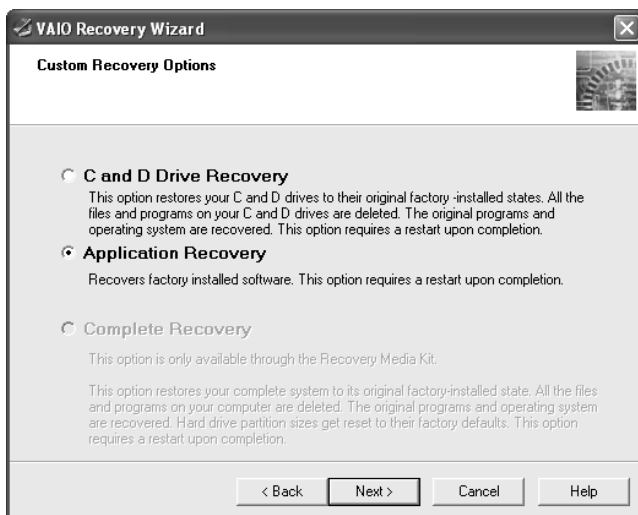 VAIO Recovery Wizard
Custom Recovery Options
C and D Drive Recovery
This option restores your C and D drives to their original factory -installed states. All the
files and programs on your C and D drives are deleted. The original programs and
operating system are recovered. This option requires a restart upon completion.
Application Recovery
Recovers factory installed software. This option requires a restart upon completion.
Complete Recovery
This option is only available through the Recovery Media Kit.
This option restores your complete system to its original factory-installed state. All the files
and programs on your computer are deleted. The original programs and operating system
are recovered. Hard drive partition sizes get reset to their factory defaults. This option
requires a restart upon completion.
< Back
Next >
Cancel
Help